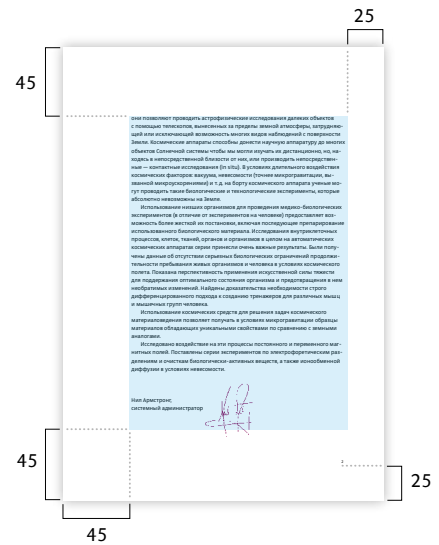 25
45
они позволяют проводить астрофизические исследования далеких объектов
с помощью телескопов, вынесенных за пределы земной атмосферы, затрудняю-
щей или исключающей возможность многих видов наблюдений с поверхности
Земли. Космические аппараты способны донести научную аппаратуру до многих
объектов Солнечной системы чтобы мы могли изучать их дистанционно, но, на-
ходясь в непосредственной близости от них, или производить непосредствен-
ные — контактные исследования (in situ). В условиях длительного воздействия
космических факторов: вакуума, невесомости (точнее микрогравитации, вы-
званной микроускорениями) и т. д. на борту космического аппарата ученые мо-
гут проводить такие биологические и технологические эксперименты, которые
абсолютно невозможны на Земле.
Использование низших организмов для проведения медико-биологических
экспериментов (в отличие от экспериментов на человеке) предоставляет воз-
можность более жесткой их постановки, включая последующее препарирование
использованного биологического материала. Исследования внутриклеточных
процессов, клеток, тканей, органов и организмов в целом на автоматических
космических аппаратах серии принесли очень важные результаты. Были полу-
чены данные об отсутствии серьезных биологических ограничений продолжи-
тельности пребывания живых организмов и человека в условиях космического
полета. Показана перспективность применения искусственной силы тяжести
для поддержания оптимального состояния организма и предотвращения в нем
необратимых изменений. Найдены доказательства необходимости строго
дифференцированного подхода к созданию тренажеров для различных мышц
и мышечных групп человека.
Использование космических средств для решения задач космического
материаловедения позволяет получать в условиях микрогравитации образцы
материалов обладающих уникальными свойствами по сравнению с земными
аналогами.
Исследовано воздействие на эти процессы постоянного и переменного маг-
нитных полей. Поставлены серии экспериментов по электрофоретическим раз-
делениям и очисткам биологически-активных веществ, а также ионообменной
диффузии в условиях невесомости.
Нил Армстронг,
системный администратор
45
2
25
45